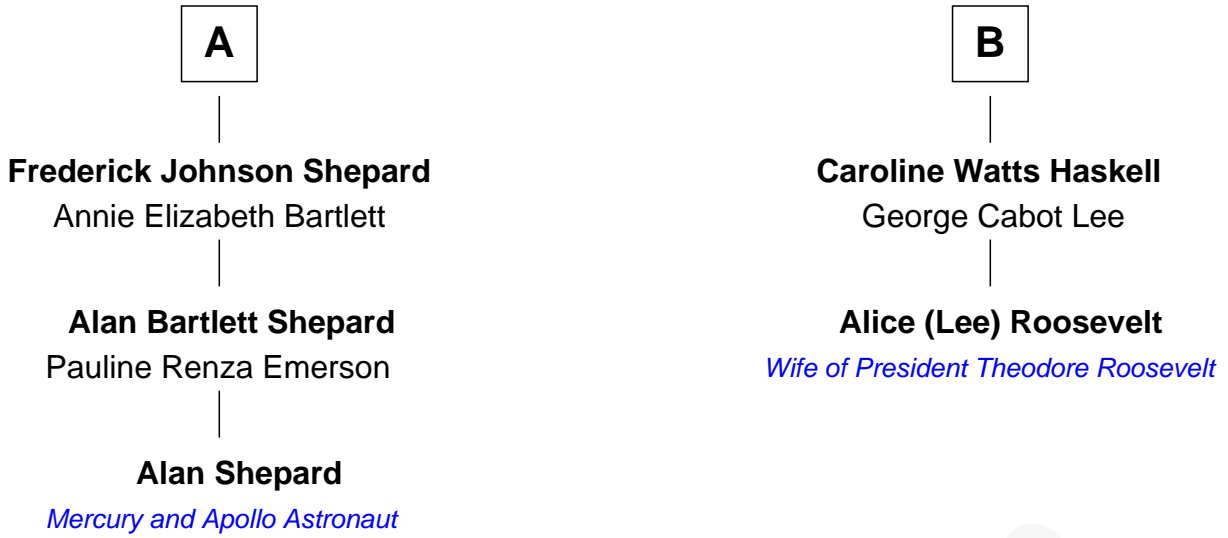 A
Frederick Johnson Shepard
Annie Elizabeth Bartlett
Alan Bartlett Shepard
Pauline Renza Emerson
Alan Shepard
Mercury and Apollo Astronaut
B
Caroline Watts Haskell
George Cabot Lee
Alice (Lee) Roosevelt
Wife of President Theodore Roosevelt